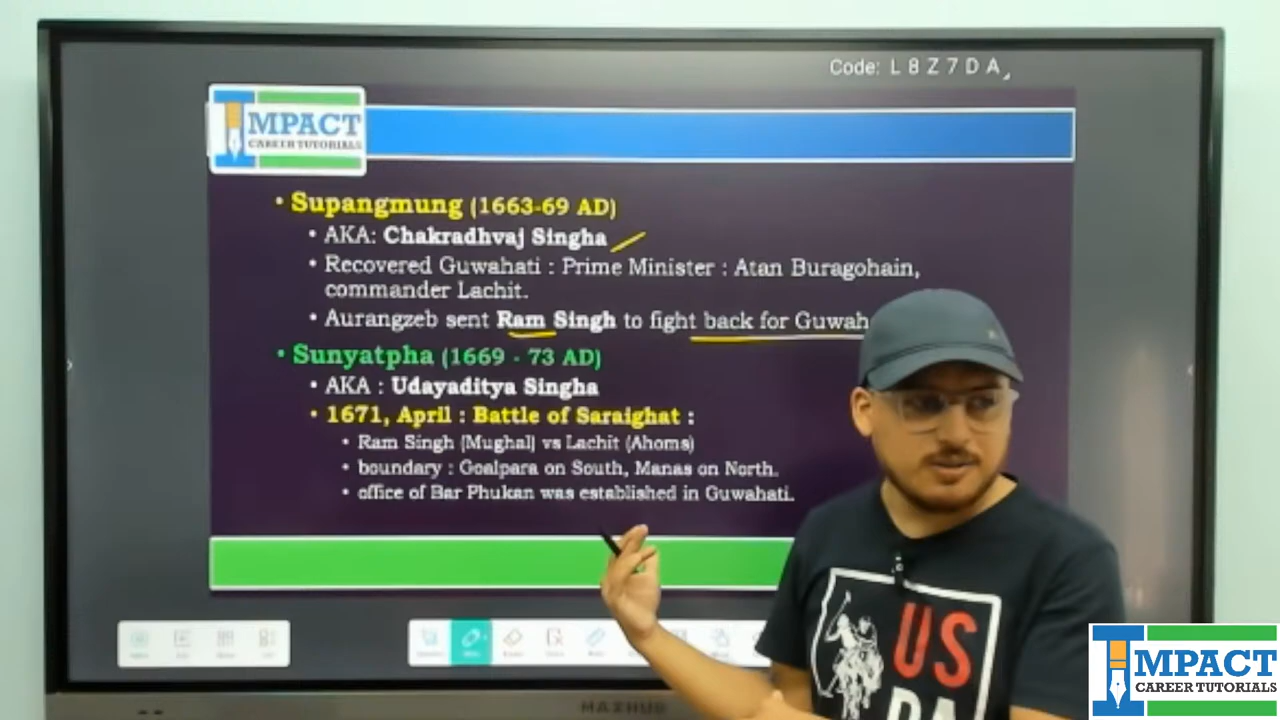 Code: L8Z7DA
IMPACT
CAREER TUTORIALS
• Supangmung (1663-69 AD)
• AKA: Chakradhvaj Singha
• Recovered Guwahati : Prime Minister : Atan Buragohain,
commander Lachit.
• Aurangzeb sent Ram Singh to fight back for Guwah
• Sunyatpha (1669 - 73 AD)
• AKA : Udayaditya Singha
• 1671, April : Battle of Saraighat :
• Ram Singh (Mughal) vs Lachit (Ahoms)
• boundary : Goalpara on South, Manas on North.
• office of Bar Phukan was established in Guwahati.
US
PA
IMPACT
CAREER TUTORIALS